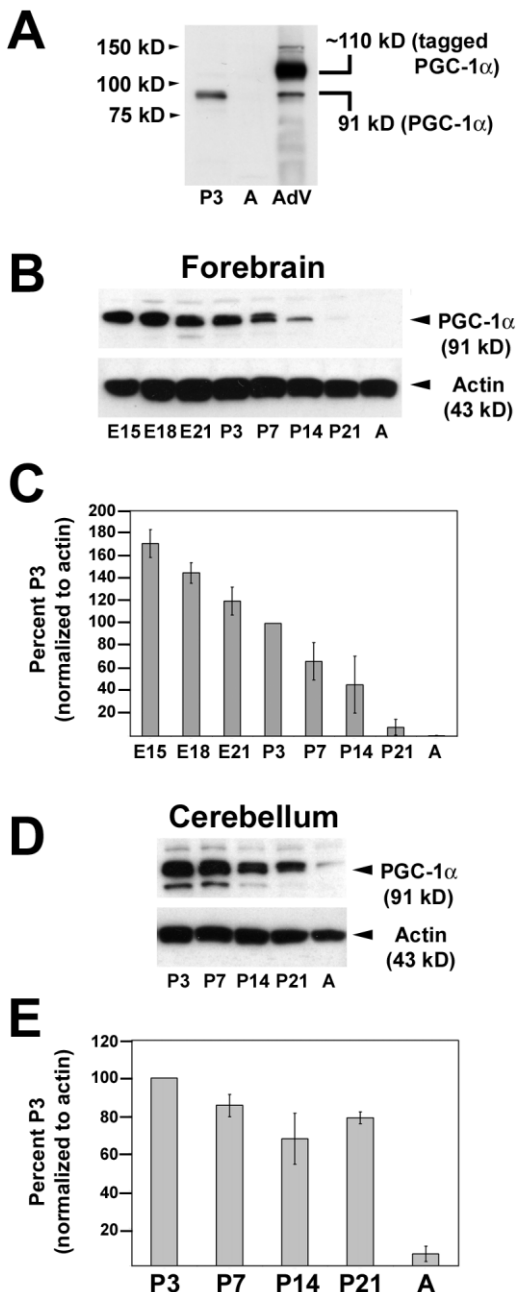 A
150 kD
100 kD
75 kD
~110 kD (tagged
PGC-1α)
91 kD (PGC-1α)
P3 A AdV
B
Forebrain
PGC-1α
(91 kD)
Actin
(43 kD)
E15 E18 E21 P3 P7 P14 P21 A
C
Percent P3
(normalized to actin)
200
180
160
140
120
100
80
60
40
20
E15 E18 E21 P3 P7 P14 P21 A
D
Cerebellum
PGC-1α
(91 kD)
Actin
(43 kD)
P3 P7 P14 P21 A
E
Percent P3
(normalized to actin)
120
100
80
60
40
20
P3 P7 P14 P21 A